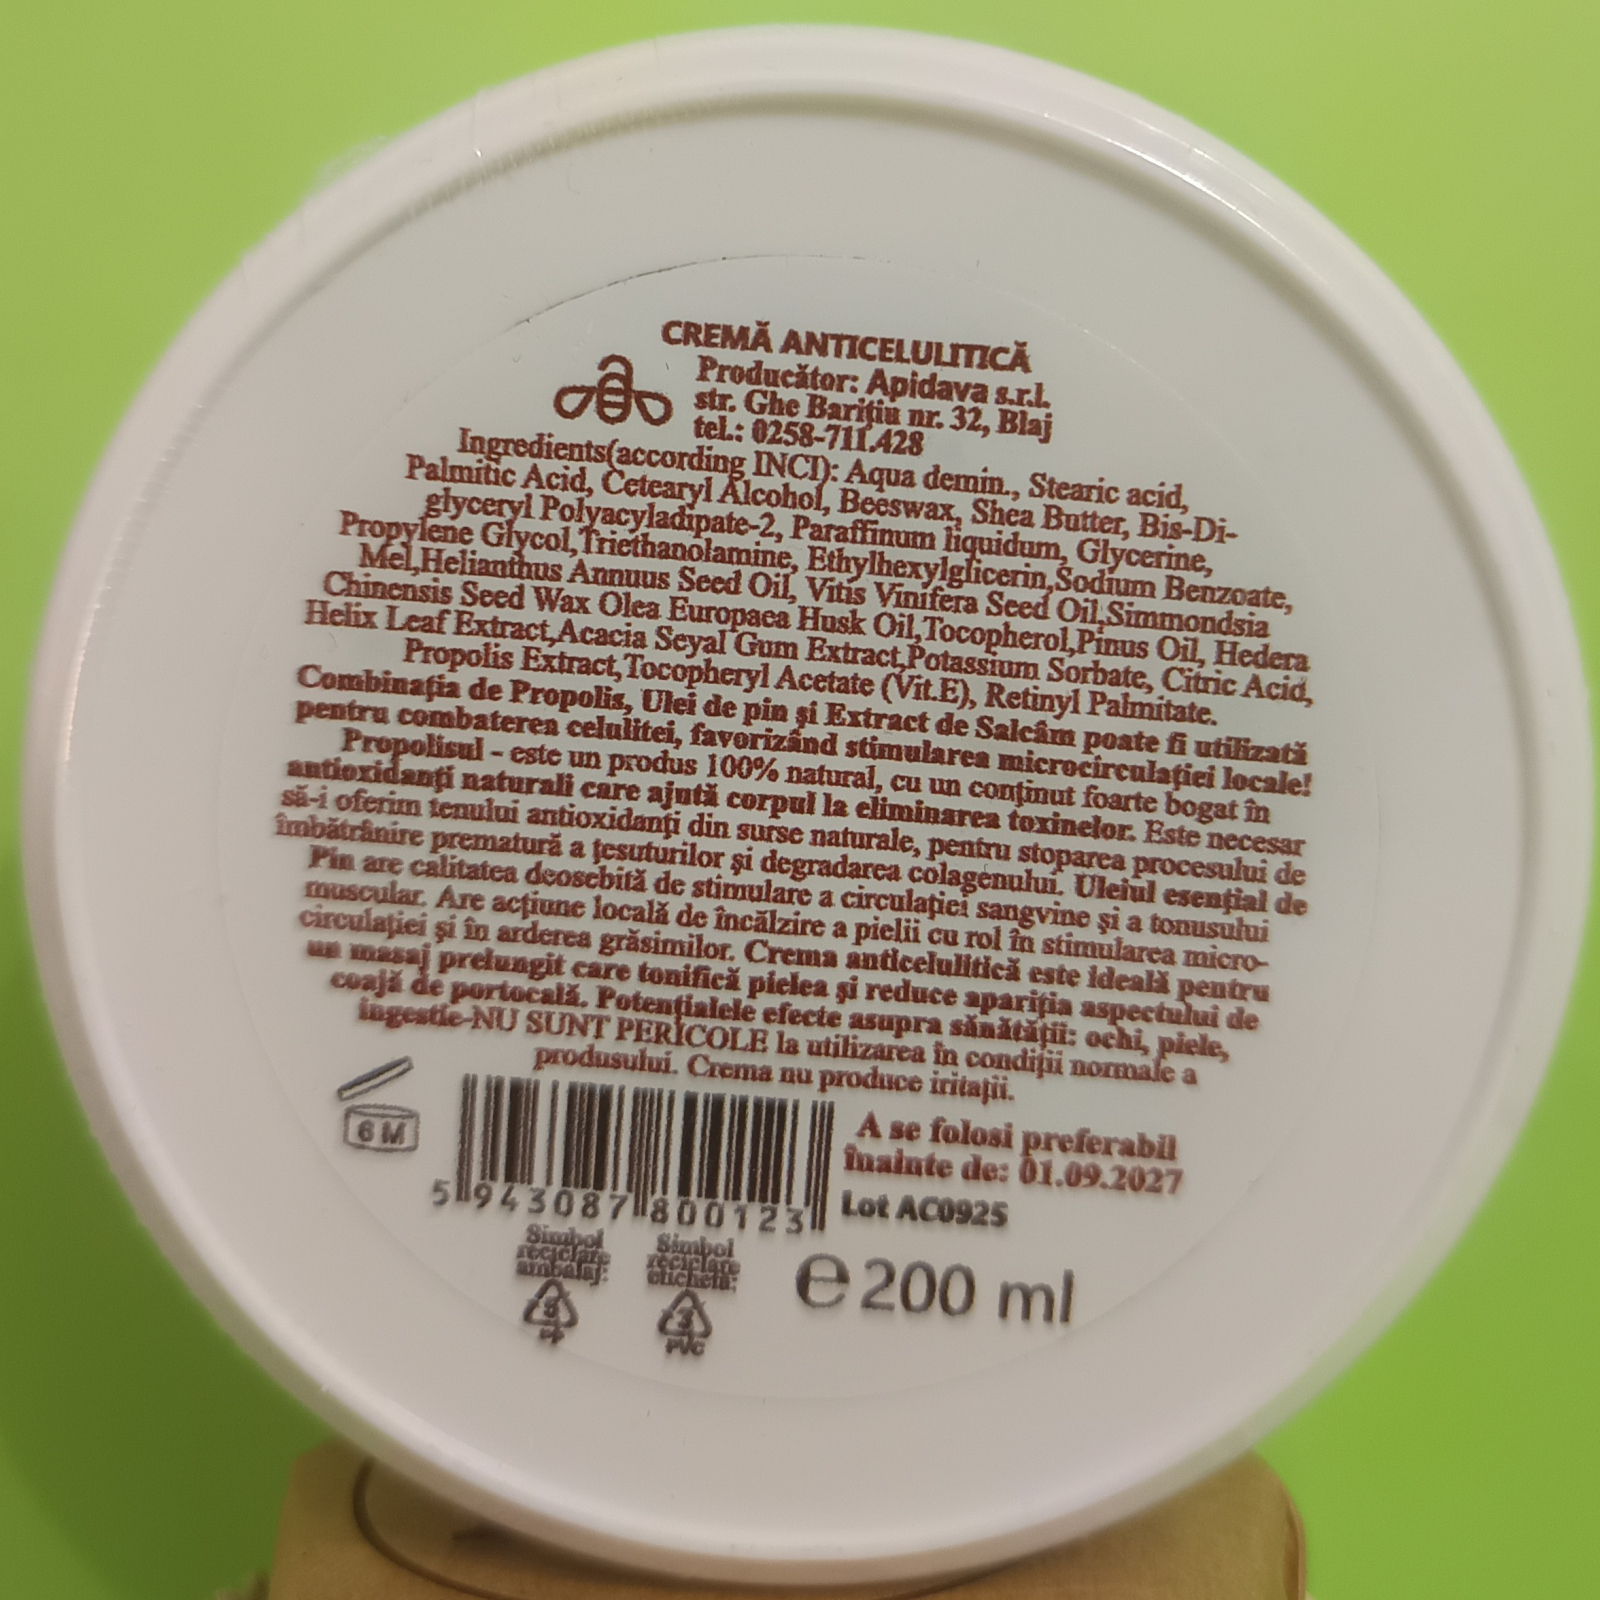 CREMĂ ANTICELULITICĂ
Producător: Apidava s.r.l.
str. Ghe Barițiu nr. 32, Blaj
tel.: 0258-711.428
Ingredients(according INCI): Aqua demin., Stearic acid,
Palmitic Acid, Cetearyl Alcohol, Beeswax, Shea Butter, Bis-Di-
glyceryl Polyacyladipate-2, Paraffinum liquidum, Glycerine,
Propylene Glycol,Triethanolamine, Ethylhexylglicerin,Sodium Benzoate,
Mel,Helianthus Annuus Seed Oil, Vitis Vinifera Seed Oil,Simmondsia
Chinensis Seed Wax Olea Europaea Husk Oil,Tocopherol,Pinus Oil, Hedera
Helix Leaf Extract,Acacia Seyal Gum Extract,Potassium Sorbate, Citric Acid,
Propolis Extract,Tocopheryl Acetate (Vit.E), Retinyl Palmitate.
Combinația de Propolis, Ulei de pin și Extract de Salcâm poate fi utilizată
pentru combaterea celulitei, favorizând stimularea microcirculației locale!
Propolisul - este un produs 100% natural, cu un conținut foarte bogat în
antioxidanți naturali care ajută corpul la eliminarea toxinelor. Este necesar
să-i oferim tenului antioxidanți din surse naturale, pentru stoparea procesului de
îmbătrânire prematură a țesuturilor și degradarea colagenului. Uleiul esențial de
Pin are calitatea deosebită de stimulare a circulației sangvine și a tonusului
muscular. Are acțiune locală de încălzire a pielii cu rol în stimularea micro-
circulației și în arderea grăsimilor. Crema anticelulitică este ideală pentru
un masaj prelungit care tonifică pielea și reduce apariția aspectului de
coajă de portocală. Potențialele efecte asupra sănătății: ochi, piele,
ingestie-NU SUNT PERICOLE la utilizarea în condiții normale a
produsului. Crema nu produce iritații.
6 M
A se folosi preferabil
înainte de: 01.09.2027
5 943087 800123
Lot AC0925
Simbol
reciclare
ambalaj:
5
PP
Simbol
reciclare
etichetă:
3
PVC
e 200 ml